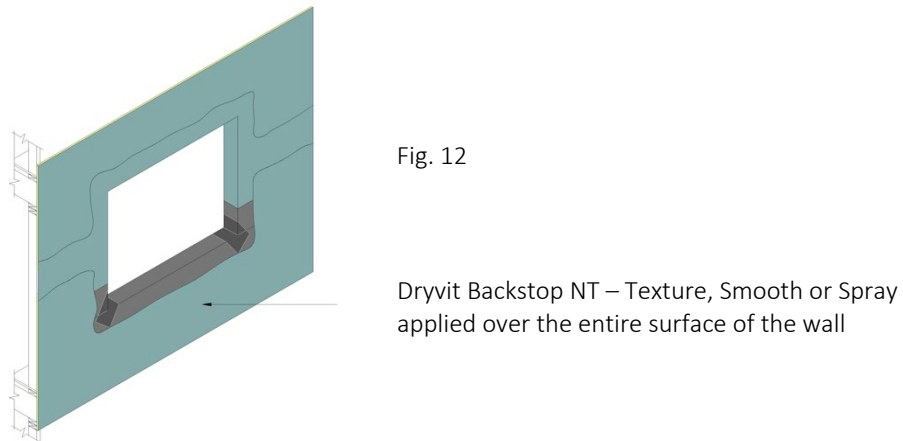 Fig. 12
Dryvit Backstop NT – Texture, Smooth or Spray
applied over the entire surface of the wall